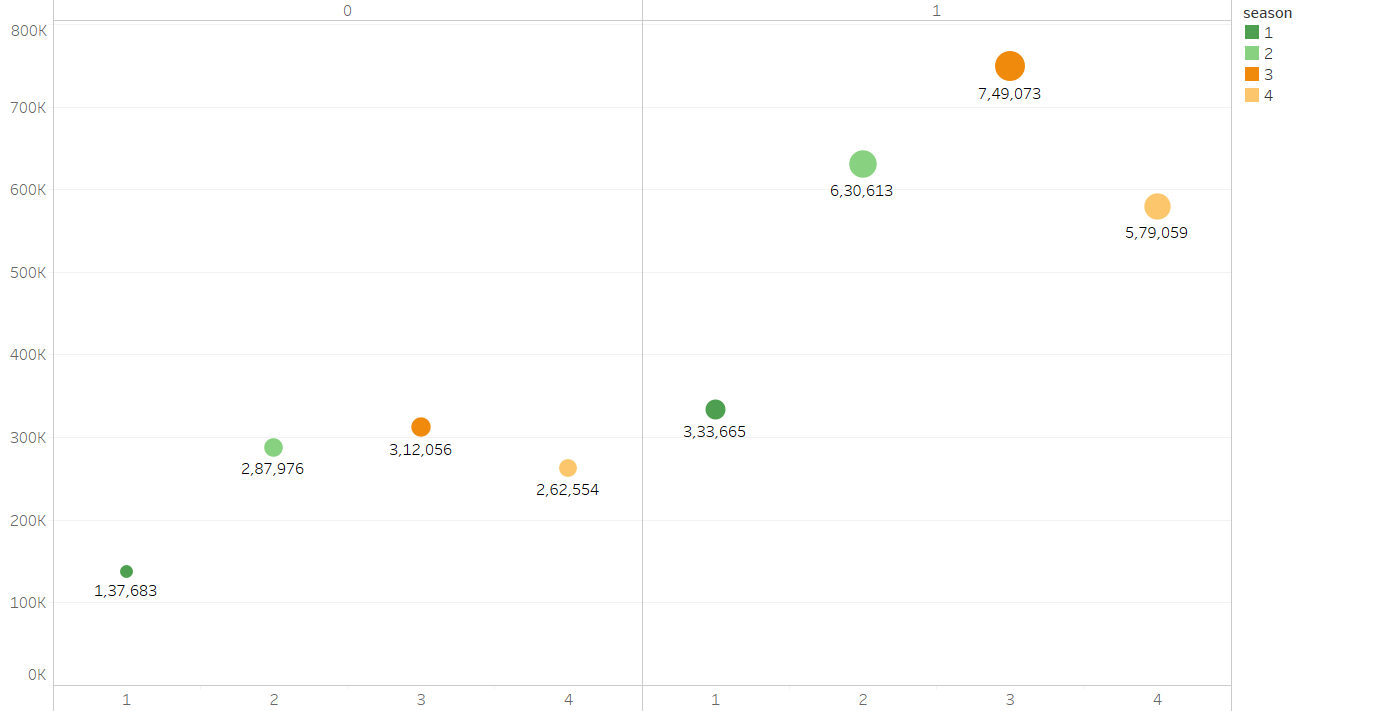 0 1
season
1
2
3
4
800K
700K
600K
500K
400K
300K
200K
100K
0K
7,49,073
6,30,613
5,79,059
3,33,665
3,12,056
2,87,976
2,62,554
1,37,683
1 2 3 4 1 2 3 4